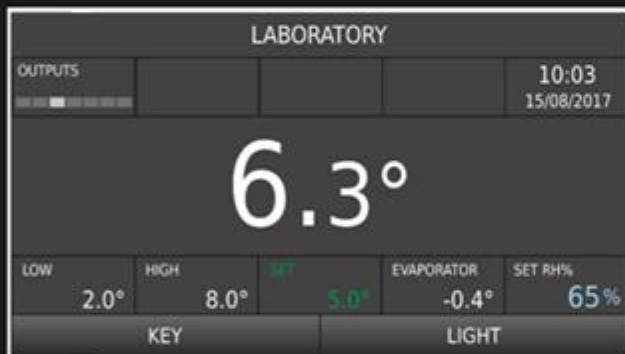 LABORATORY
OUTPUTS
10:03
15/08/2017
6.3°
LOW
2.0°
HIGH
8.0°
SET
5.0°
EVAPORATOR
-0.4°
SET RH%
65%
KEY
LIGHT